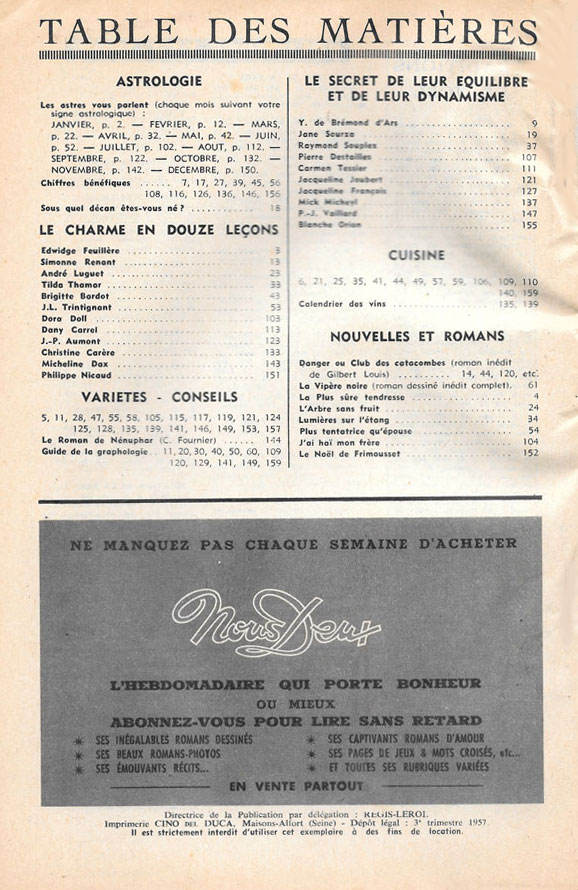 TABLE DES MATIÈRES
ASTROLOGIE
Les astres vous parlent (chaque mois suivant votre
signe astrologique) :
JANVIER, p. 2. — FEVRIER, p. 12. — MARS,
p. 22. — AVRIL, p. 32. — MAI, p. 42. — JUIN,
p. 52. — JUILLET, p. 102. — AOUT, p. 112. —
SEPTEMBRE, p. 122. — OCTOBRE, p. 132. —
NOVEMBRE, p. 142. — DECEMBRE, p. 150.
Chiffres bénéfiques ...... 7, 17, 27, 39, 45, 56
108, 116, 126, 136, 146, 156
Sous quel décan êtes-vous né ? ........... 18
LE CHARME EN DOUZE LEÇONS
Edwidge Feuillère ........ 3
Simonne Renant ........ 13
André Luguet ........ 23
Tilda Thamar ........ 33
Brigitte Bardot ........ 43
J.L. Trintignant ........ 53
Dora Doll ........ 103
Dany Carrel ........ 113
J.-P. Aumont ........ 123
Christine Carère ........ 133
Micheline Dax ........ 143
Philippe Nicaud ........ 151
VARIETES - CONSEILS
5, 11, 28, 47, 55, 58, 105, 115, 117, 119, 121, 124
125, 128, 135, 139, 141, 146, 149, 153, 157
Le Roman de Nénuphar (C. Fournier) ...... 144
Guide de la graphologie .. 11, 20, 30, 40, 50, 60, 109
120, 129, 141, 149, 159
LE SECRET DE LEUR EQUILIBRE
ET DE LEUR DYNAMISME
Y. de Brémond d'Ars ........ 9
Jane Sourza ........ 19
Raymond Souplex ........ 37
Pierre Destailles ........ 107
Carmen Tessier ........ 111
Jacqueline Joubert ........ 121
Jacqueline François ........ 127
Mick Micheyl ........ 137
P.-J. Vaillard ........ 147
Blanche Orian ........ 155
CUISINE
6, 21, 25, 35, 41, 44, 49, 57, 59, 106, 109, 110
140, 159
Calendrier des vins ........ 135, 139
NOUVELLES ET ROMANS
Danger au Club des catacombes (roman inédit
de Gilbert Louis) ........ 14, 44, 120, etc.
La Vipère noire (roman dessiné inédit complet). 61
La Plus sûre tendresse ........ 4
L'Arbre sans fruit ........ 24
Lumières sur l'étang ........ 34
Plus tentatrice qu'épouse ........ 54
J'ai haï mon frère ........ 104
Le Noël de Frimousset ........ 152
NE MANQUEZ PAS CHAQUE SEMAINE D'ACHETER
Nous Deux
L'HEBDOMADAIRE QUI PORTE BONHEUR
OU MIEUX
ABONNEZ-VOUS POUR LIRE SANS RETARD
* SES INÉGALABLES ROMANS DESSINÉS
* SES BEAUX ROMANS-PHOTOS
* SES ÉMOUVANTS RÉCITS...
* SES CAPTIVANTS ROMANS D'AMOUR
* SES PAGES DE JEUX & MOTS CROISÉS, etc...
* ET TOUTES SES RUBRIQUES VARIÉES
EN VENTE PARTOUT
Directrice de la Publication par délégation : REGIS-LEROI.
Imprimerie CINO DEL DUCA, Maisons-Alfort (Seine) - Dépôt légal : 3e trimestre 1957.
Il est strictement interdit d'utiliser cet exemplaire à des fins de location.